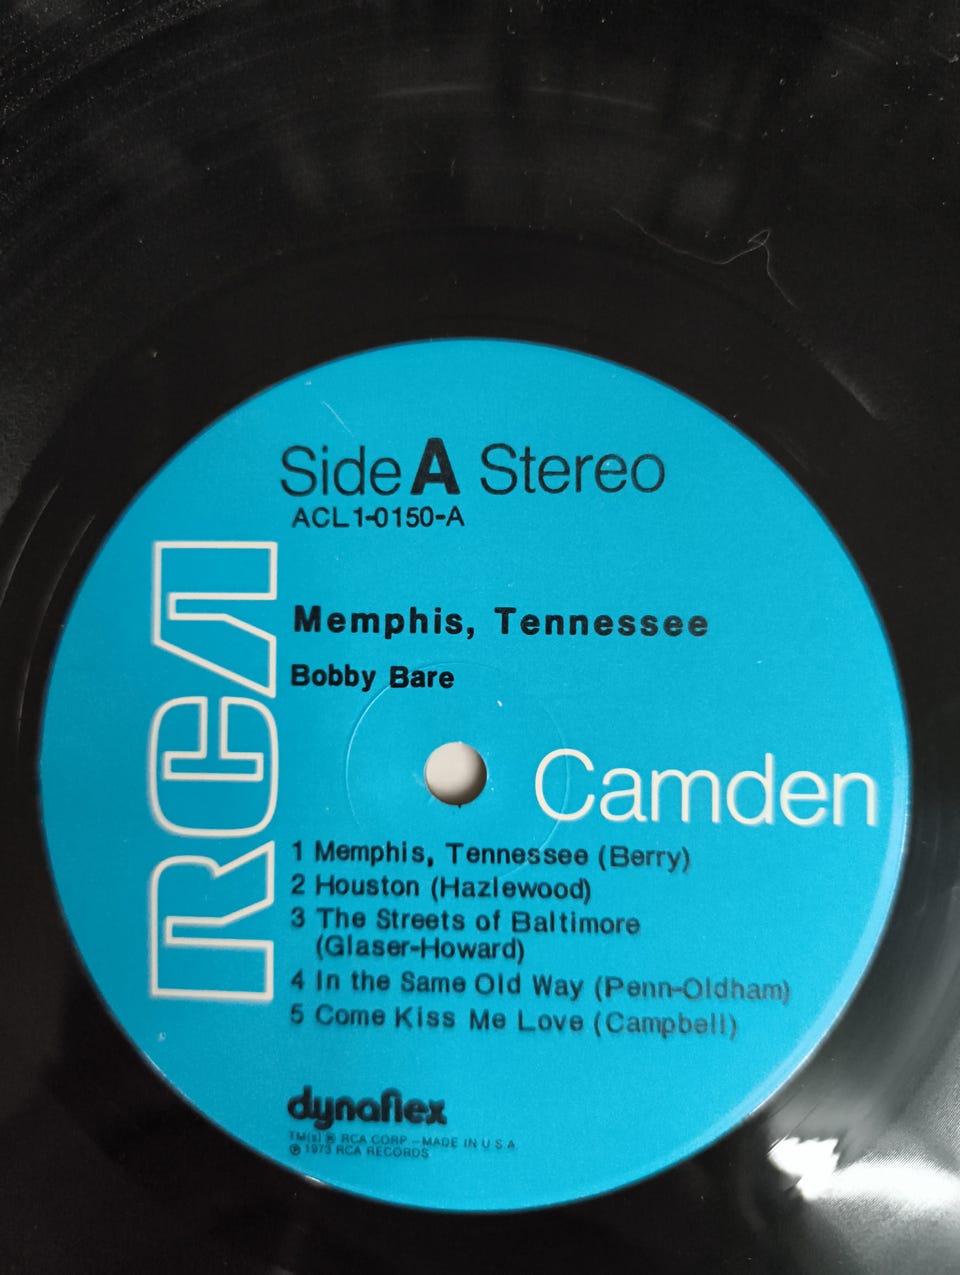 Side A Stereo
ACL1-0150-A
RCA
Memphis, Tennessee
Bobby Bare
Camden
1 Memphis, Tennessee (Berry)
2 Houston (Hazlewood)
3 The Streets of Baltimore
(Glaser-Howard)
4 In the Same Old Way (Penn-Oldham)
5 Come Kiss Me Love (Campbell)
dynaflex
TM(s) ® RCA CORP.-MADE IN U S A
℗ 1973 RCA RECORDS